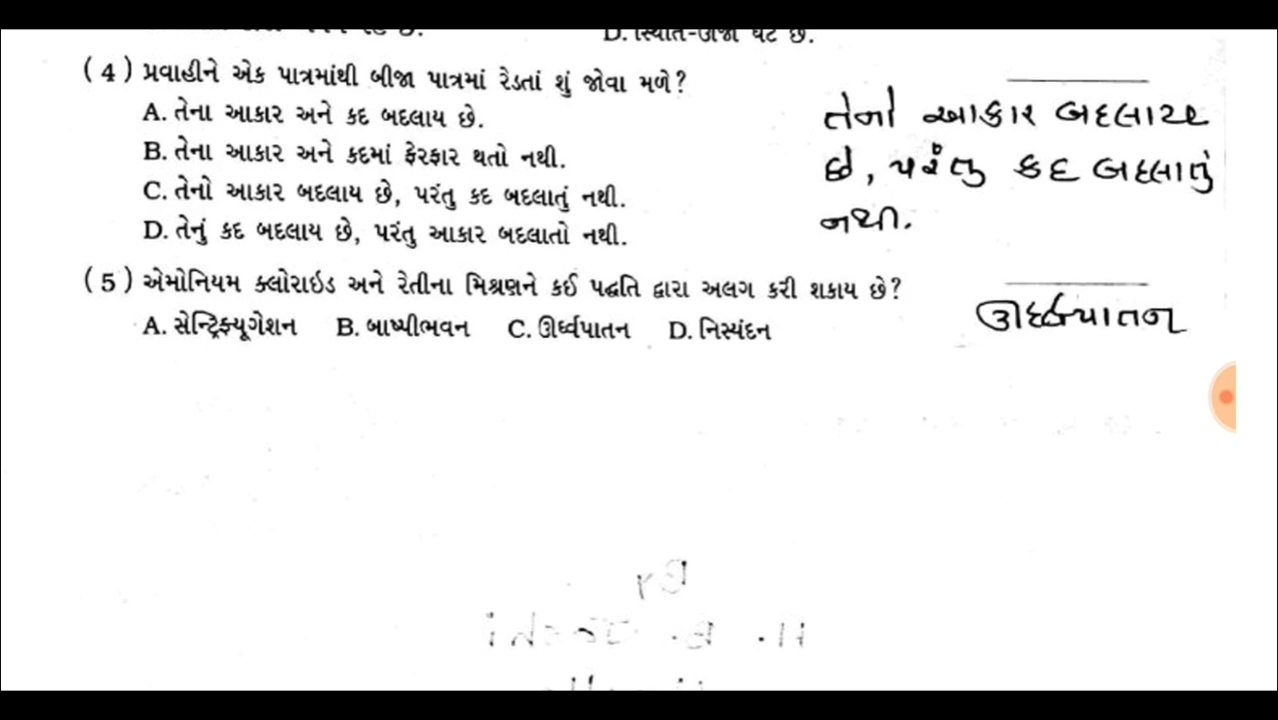 D. સ્થિતિ-ઊર્જા ઘટે છે.
(4) પ્રવાહીને એક પાત્રમાંથી બીજા પાત્રમાં રેડતાં શું જોવા મળે?
A. તેના આકાર અને કદ બદલાય છે.
B. તેના આકાર અને કદમાં ફેરફાર થતો નથી.
C. તેનો આકાર બદલાય છે, પરંતુ કદ બદલાતું નથી.
D. તેનું કદ બદલાય છે, પરંતુ આકાર બદલાતો નથી.
તેનો આકાર બદલાય
છે, પરંતુ કદ બદલાતું
નથી.
(5) એમોનિયમ ક્લોરાઇડ અને રેતીના મિશ્રણને કઈ પદ્ધતિ દ્વારા અલગ કરી શકાય છે?
A. સેન્ટ્રિફ્યૂગેશન B. બાષ્પીભવન C. ઊર્ધ્વપાતન D. નિસ્યંદન
ઊર્ધ્વપાતન